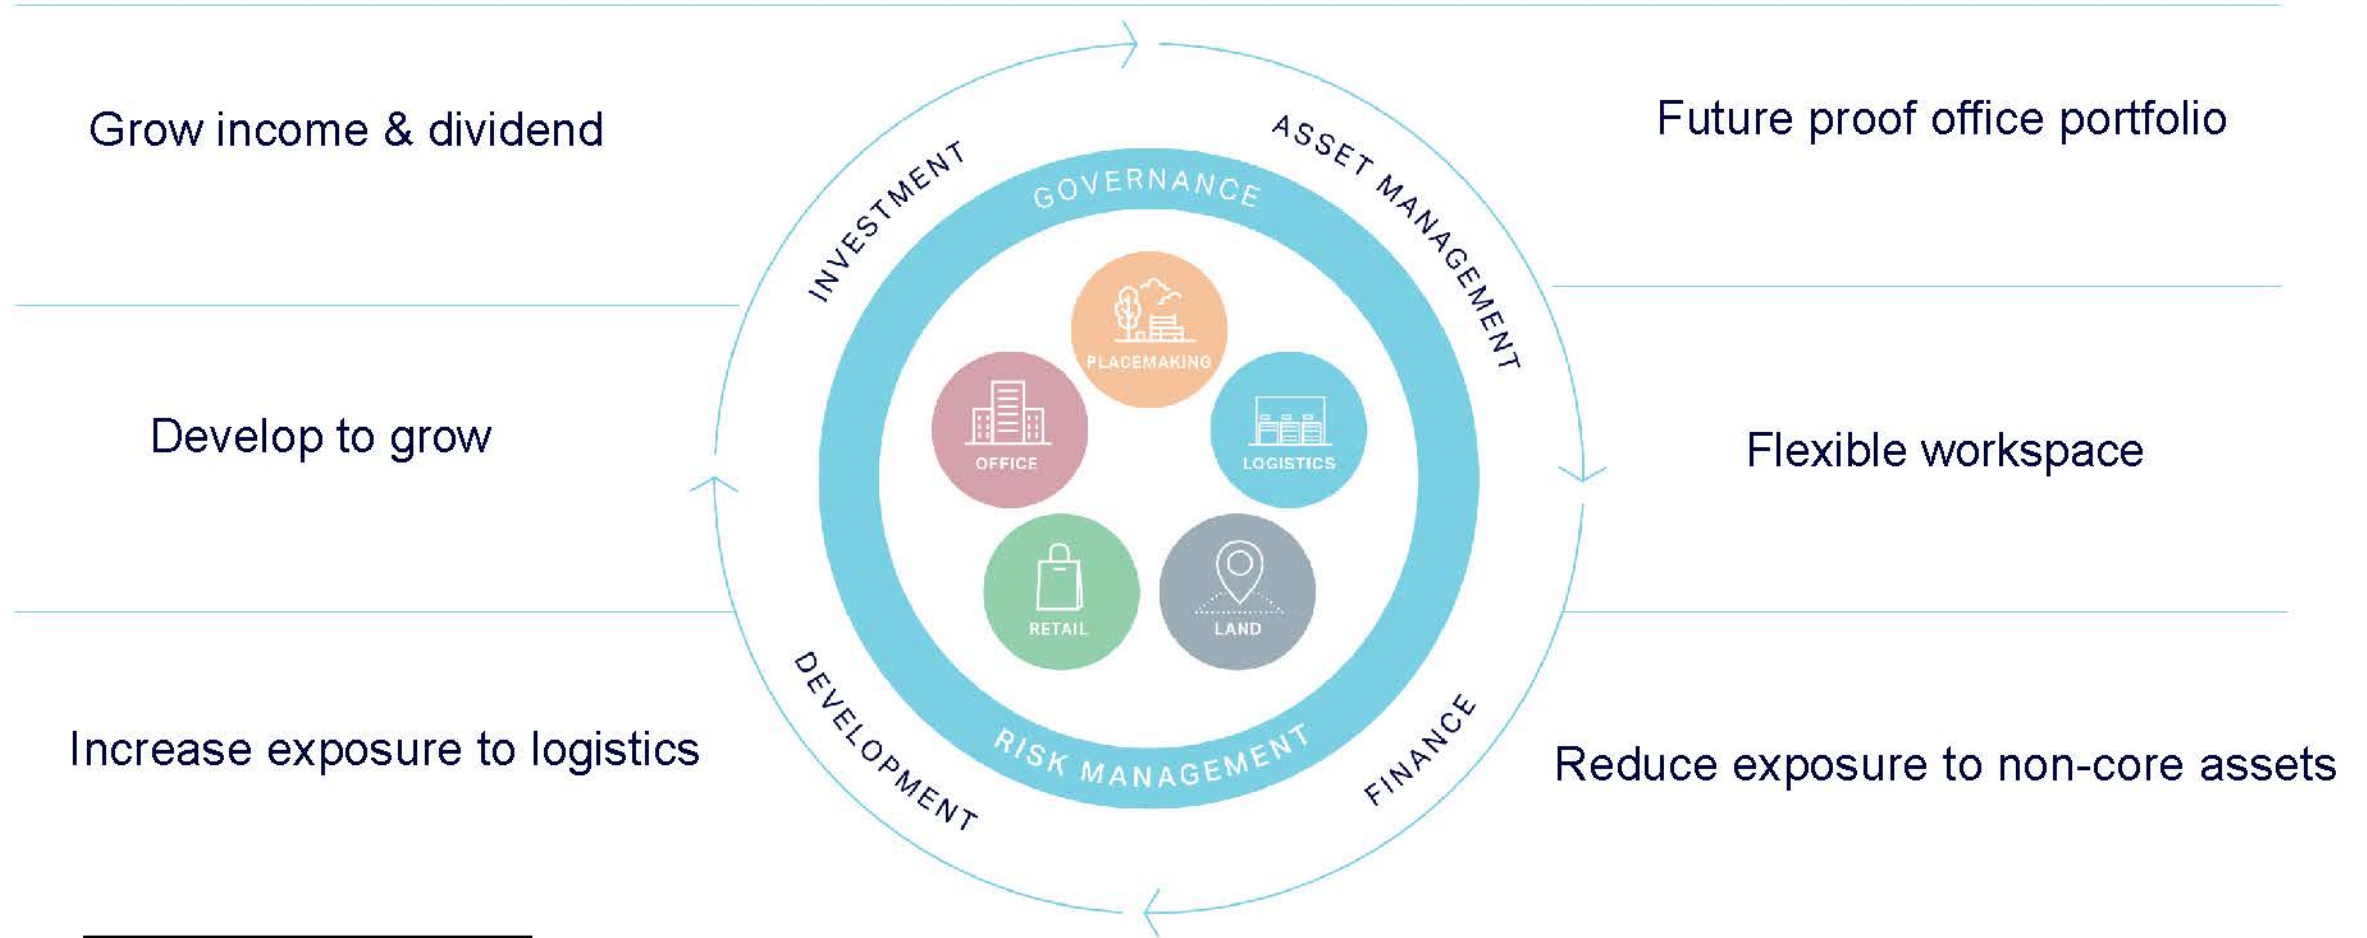 Grow income & dividend
Develop to grow
Increase exposure to logistics
INVESTMENT
ASSET MANAGEMENT
GOVERNANCE
PLACEMAKING
OFFICE
LOGISTICS
RETAIL
LAND
RISK MANAGEMENT
DEVELOPMENT
FINANCE
Future proof office portfolio
Flexible workspace
Reduce exposure to non-core assets